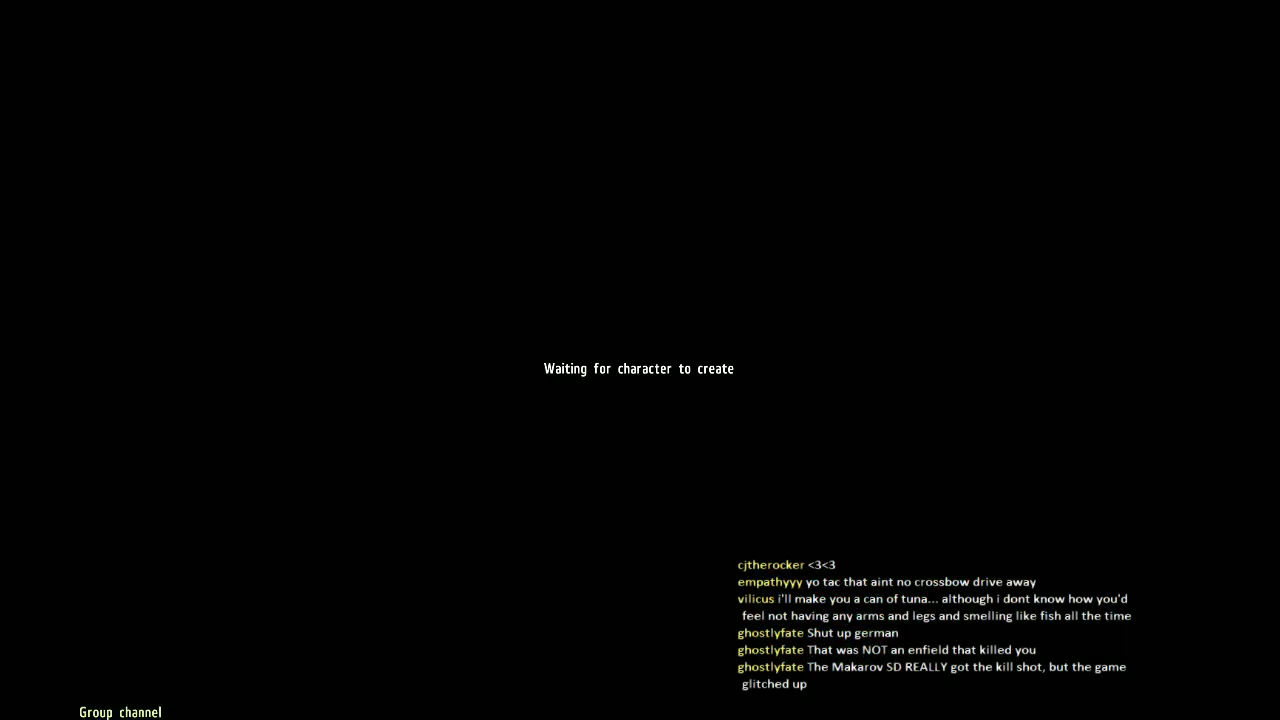 Waiting for character to create
cjtherocker <3<3
empathyyy yo tac that aint no crossbow drive away
vilicus i'll make you a can of tuna... although i dont know how you'd
feel not having any arms and legs and smelling like fish all the time
ghostlyfate Shut up german
ghostlyfate That was NOT an enfield that killed you
ghostlyfate The Makarov SD REALLY got the kill shot, but the game
glitched up
Group channel